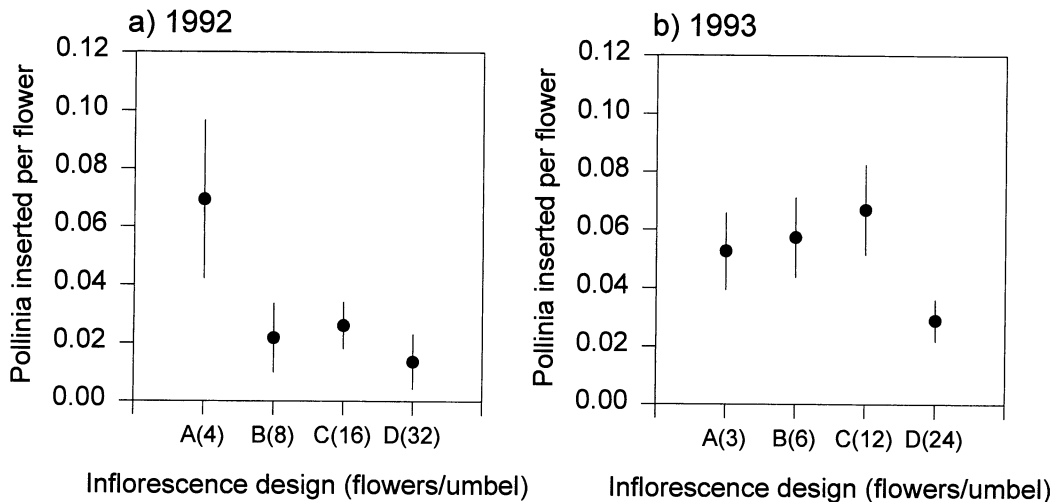 a) 1992
0.12
0.10
0.08
0.06
0.04
0.02
0.00
Pollinia inserted per flower
A(4) B(8) C(16) D(32)
Inflorescence design (flowers/umbel)
b) 1993
0.12
0.10
0.08
0.06
0.04
0.02
0.00
Pollinia inserted per flower
A(3) B(6) C(12) D(24)
Inflorescence design (flowers/umbel)